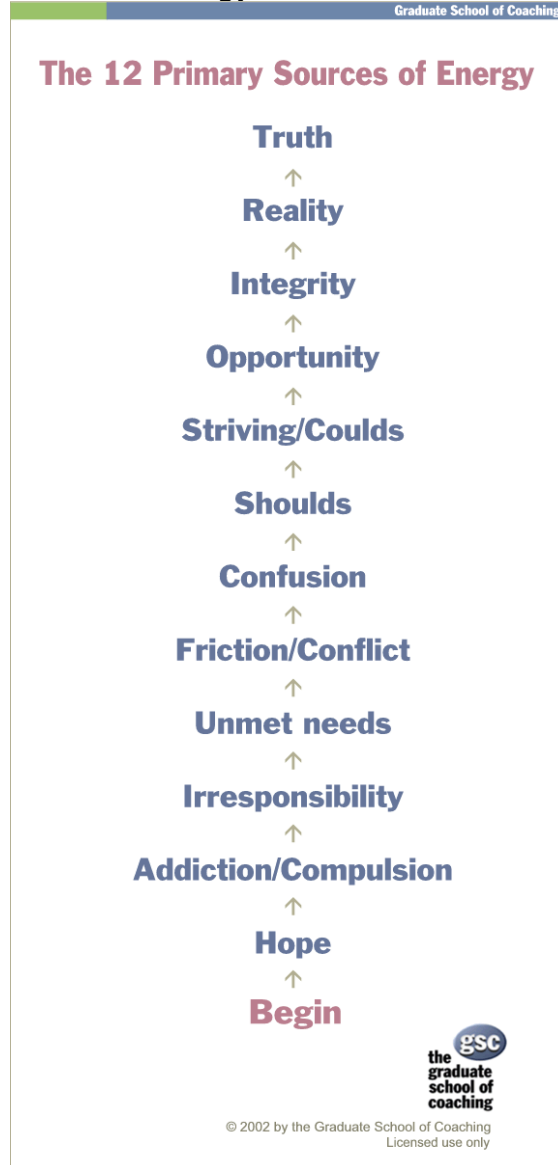 Graduate School of Coaching
The 12 Primary Sources of Energy
Truth
↑
Reality
↑
Integrity
↑
Opportunity
↑
Striving/Coulds
↑
Shoulds
↑
Confusion
↑
Friction/Conflict
↑
Unmet needs
↑
Irresponsibility
↑
Addiction/Compulsion
↑
Hope
↑
Begin
gsc
the
graduate
school of
coaching
© 2002 by the Graduate School of Coaching
Licensed use only